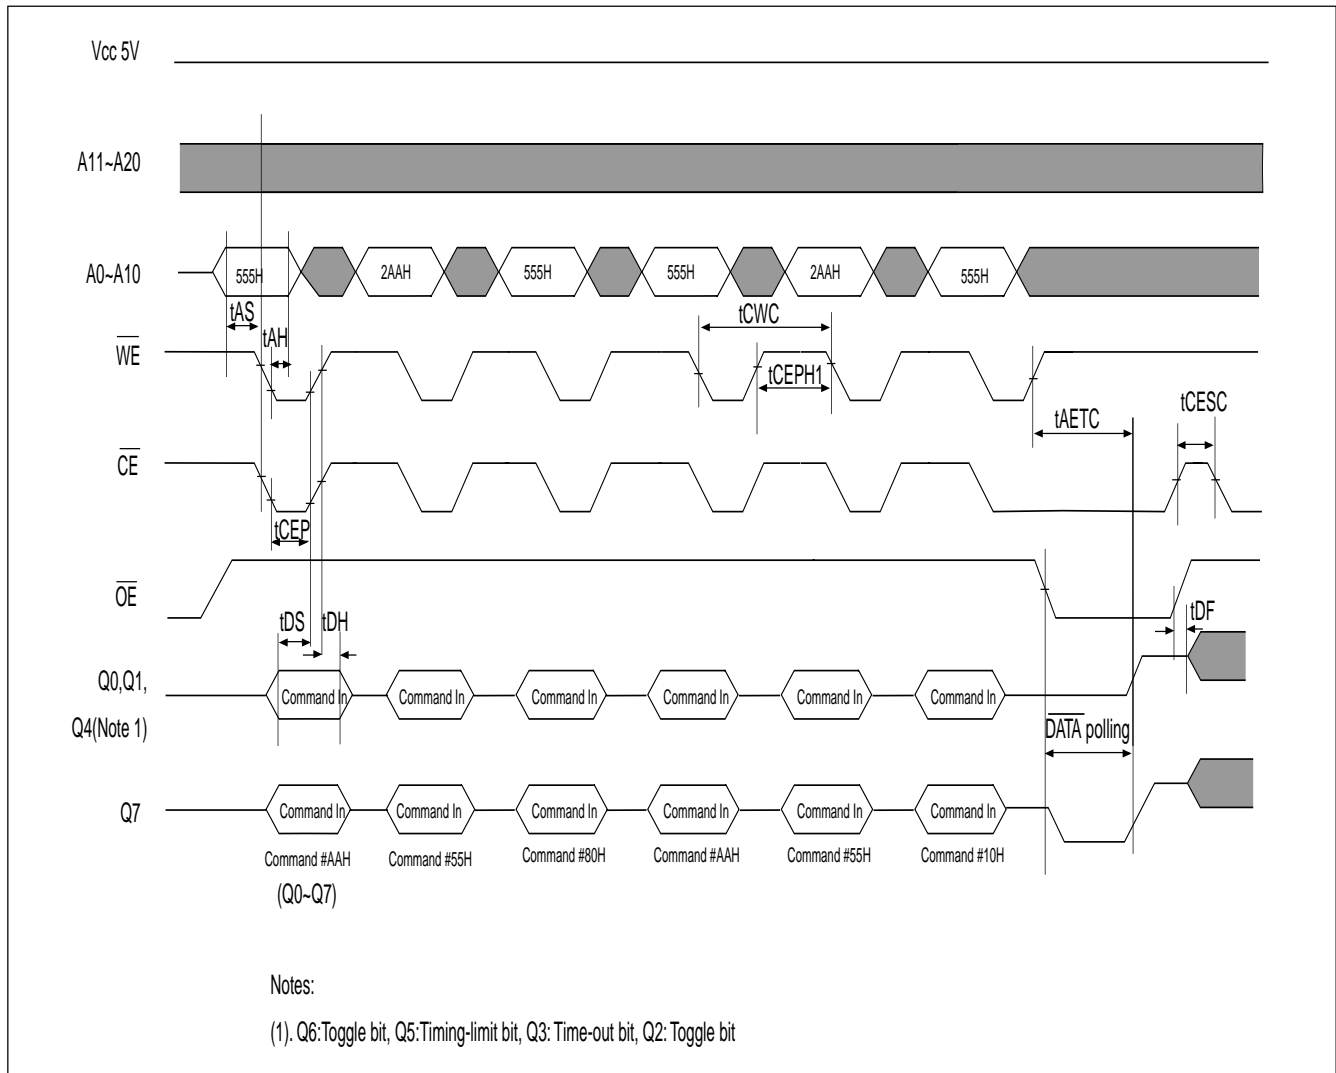 Vcc 5V
A11~A20
A0~A10
555H
2AAH
555H
555H
2AAH
555H
tAS
tAH
tCWC
WE
tCEPH1
tAETC
tCESC
CE
tCEP
OE
tDS
tDH
tDF
Q0,Q1,
Q4(Note 1)
Command In
Command In
Command In
Command In
Command In
Command In
DATA polling
Q7
Command In
Command In
Command In
Command In
Command In
Command In
Command #AAH
Command #55H
Command #80H
Command #AAH
Command #55H
Command #10H
(Q0~Q7)
Notes:
(1). Q6:Toggle bit, Q5:Timing-limit bit, Q3: Time-out bit, Q2: Toggle bit